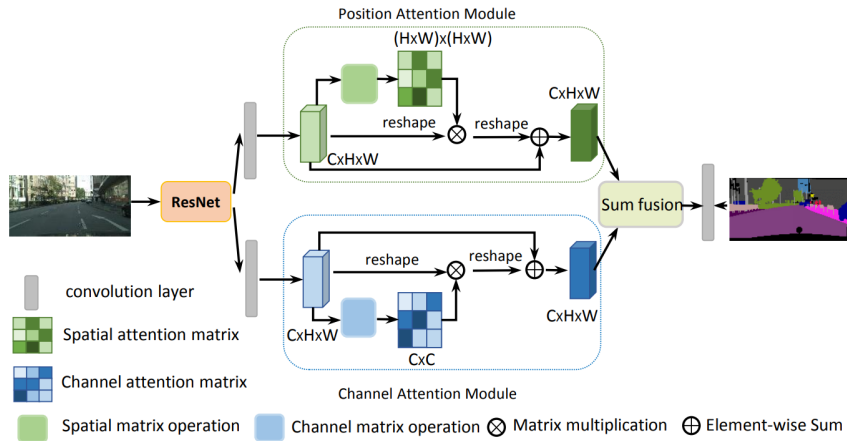 Position Attention Module
(HxW)x(HxW)
CxHxW
reshape
reshape
CxHxW
ResNet
Sum fusion
reshape
reshape
CxHxW
CxHxW
CxC
Channel Attention Module
convolution layer
Spatial attention matrix
Channel attention matrix
Spatial matrix operation
Channel matrix operation
Matrix multiplication
Element-wise Sum